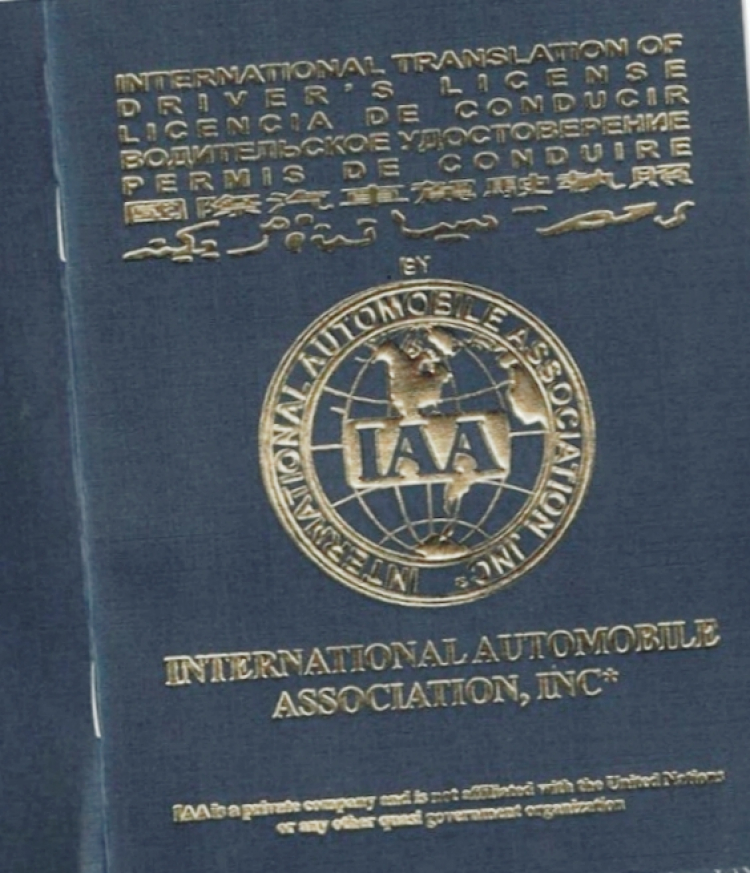 INTERNATIONAL TRANSLATION OF
DRIVER'S LICENSE
LICENCIA DE CONDUCIR
ВОДИТЕЛЬСКОЕ УДОСТОВЕРЕНИЕ
PERMIS DE CONDUIRE
BY
INTERNATIONAL AUTOMOBILE ASSOCIATION, INC
IAA
INTERNATIONAL AUTOMOBILE
ASSOCIATION, INC*
IAA is a private company and is not affiliated with the United Nations
or any other quasi government organization